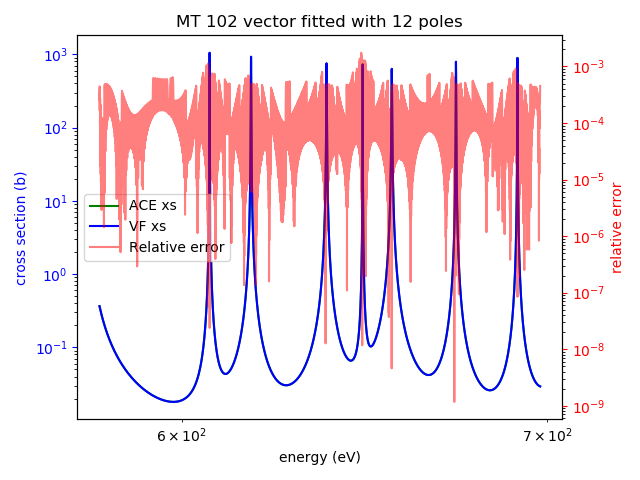 MT 102 vector fitted with 12 poles
10³
10²
10¹
10⁰
10⁻¹
cross section (b)
ACE xs
VF xs
Relative error
10⁻³
10⁻⁴
10⁻⁵
10⁻⁶
10⁻⁷
10⁻⁸
10⁻⁹
relative error
6 × 10²
7 × 10²
energy (eV)